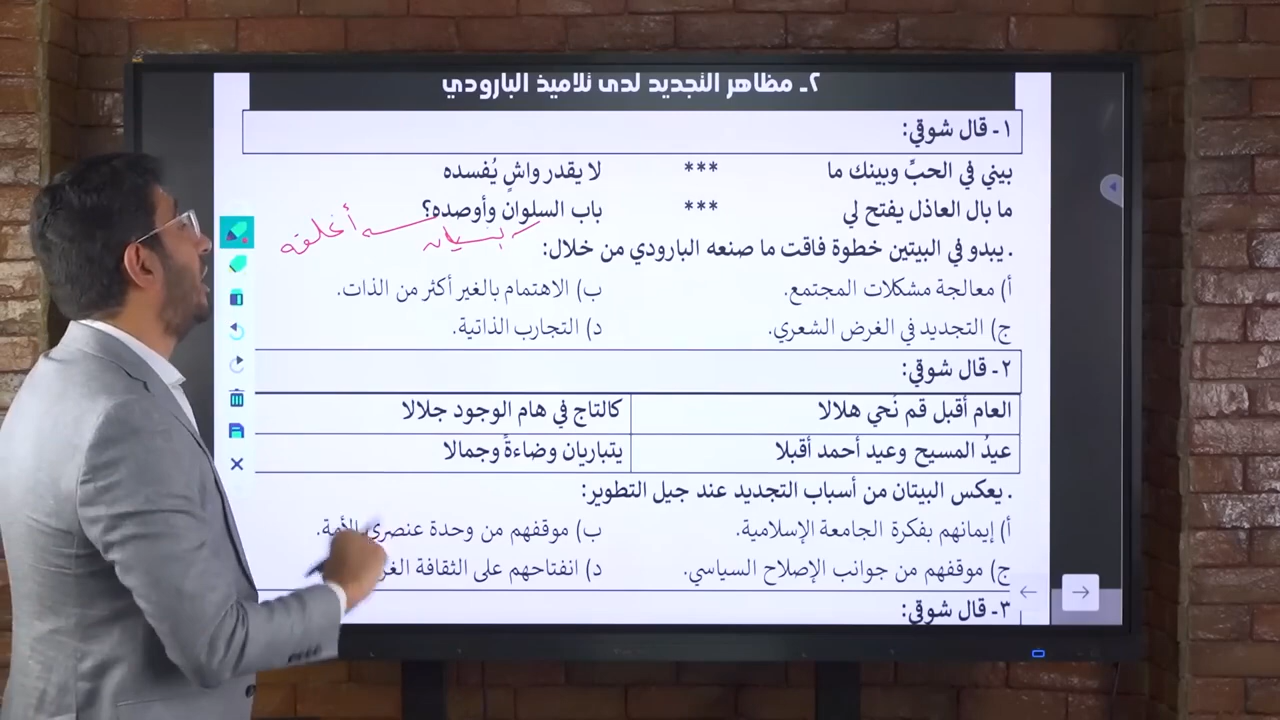 ٢ـ مظاهر التجديد لدى تلاميذ البارودي
١- قال شوقي:
بيني في الحبِّ وبينك ما *** لا يقدر واشٍ يُفسده
ما بال العاذل يفتح لي *** باب السلوان وأوصده؟
النسيان أغلقه
. يبدو في البيتين خطوة فاقت ما صنعه البارودي من خلال:
أ) معالجة مشكلات المجتمع. ب) الاهتمام بالغير أكثر من الذات.
ج) التجديد في الغرض الشعري. د) التجارب الذاتية.
٢- قال شوقي:
العام أقبل قم نُحي هلالا كالتاج في هام الوجود جلالا
عيدُ المسيح وعيد أحمد أقبلا يتباريان وضاءةً وجمالا
. يعكس البيتان من أسباب التجديد عند جيل التطوير:
أ) إيمانهم بفكرة الجامعة الإسلامية. ب) موقفهم من وحدة عنصري الأمة.
ج) موقفهم من جوانب الإصلاح السياسي. د) انفتاحهم على الثقافة
٣- قال شوقي: